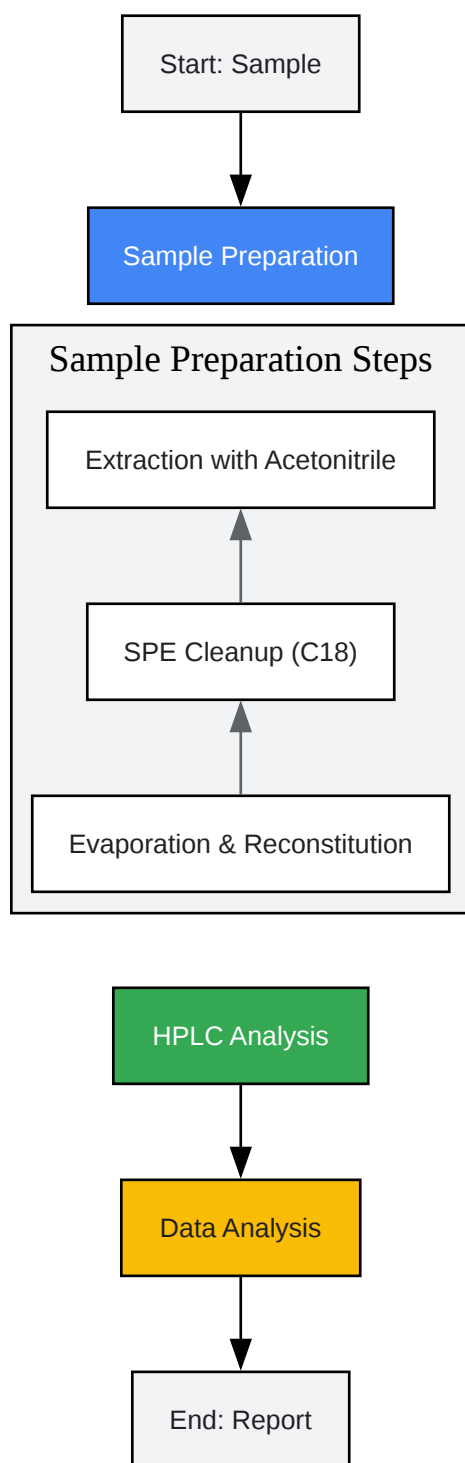 Start: Sample
Sample Preparation
Sample Preparation Steps
Extraction with Acetonitrile
SPE Cleanup (C18)
Evaporation & Reconstitution
HPLC Analysis
Data Analysis
End: Report